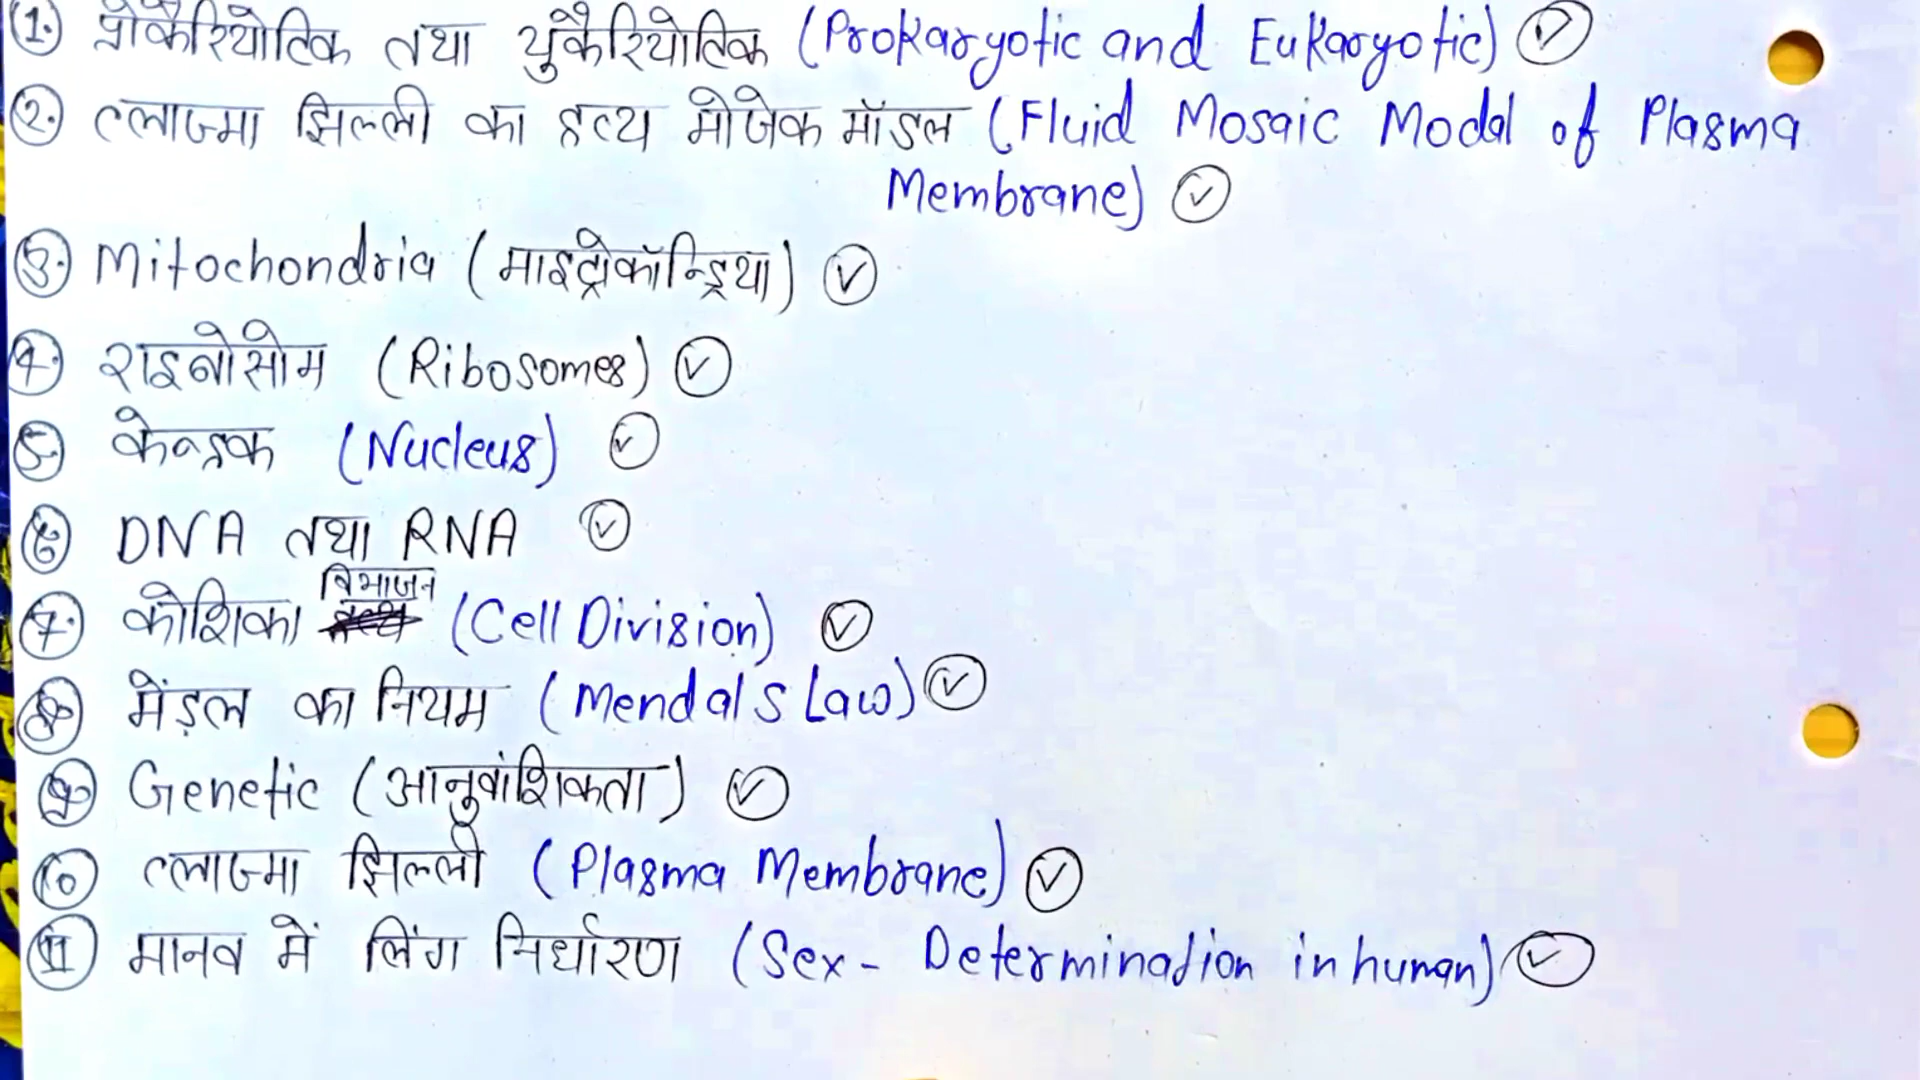 1. प्रोकैरियोटिक तथा यूकैरियोटिक (Prokaryotic and Eukaryotic)
2. प्लाज्मा झिल्ली का द्रव्य मोजेक मॉडल (Fluid Mosaic Modal of Plasma
Membrane)
3. Mitochondria (माइट्रोकॉन्ड्रिया)
4. राइबोसोम (Ribosomes)
5. केन्द्रक (Nucleus)
6. DNA तथा RNA
7. कोशिका विभाजन (Cell Division)
8. मेंडल का नियम (Mendals Law)
9. Genetic (आनुवांशिकता)
10 प्लाज्मा झिल्ली (Plasma Membrane)
11 मानव में लिंग निर्धारण (Sex - Determination in human)